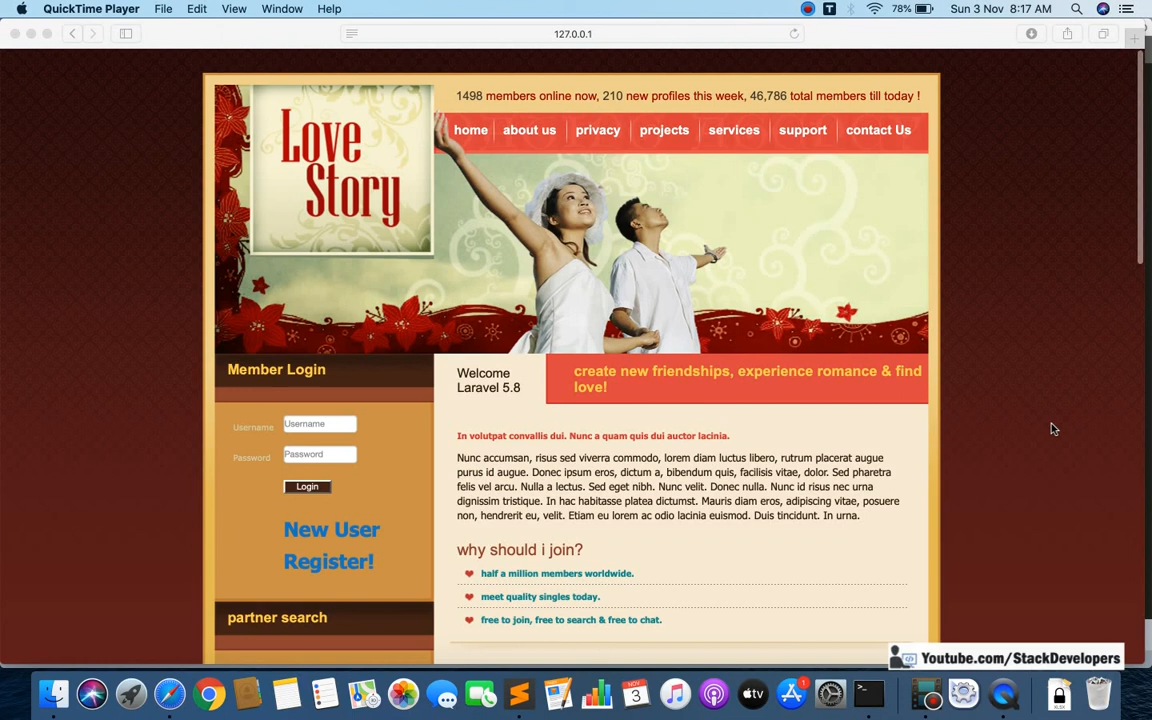 QuickTime Player File Edit View Window Help
78% Sun 3 Nov 8:17 AM
127.0.0.1
1498 members online now, 210 new profiles this week, 46,786 total members till today !
home about us privacy projects services support contact Us
Love
Story
Member Login
Welcome
Laravel 5.8
create new friendships, experience romance & find
love!
Username Username
Password Password
Login
New User
Register!
partner search
In volutpat convallis dui. Nunc a quam quis dui auctor lacinia.
Nunc accumsan, risus sed viverra commodo, lorem diam luctus libero, rutrum placerat augue
purus id augue. Donec ipsum eros, dictum a, bibendum quis, facilisis vitae, dolor. Sed pharetra
felis vel arcu. Nulla a lectus. Sed eget nibh. Nunc velit. Donec nulla. Nunc id risus nec urna
dignissim tristique. In hac habitasse platea dictumst. Mauris diam eros, adipiscing vitae, posuere
non, hendrerit eu, velit. Etiam eu lorem ac odio lacinia euismod. Duis tincidunt. In urna.
why should i join?
half a million members worldwide.
meet quality singles today.
free to join, free to search & free to chat.
Youtube.com/StackDevelopers
NOV
3
tv
1
XLSX